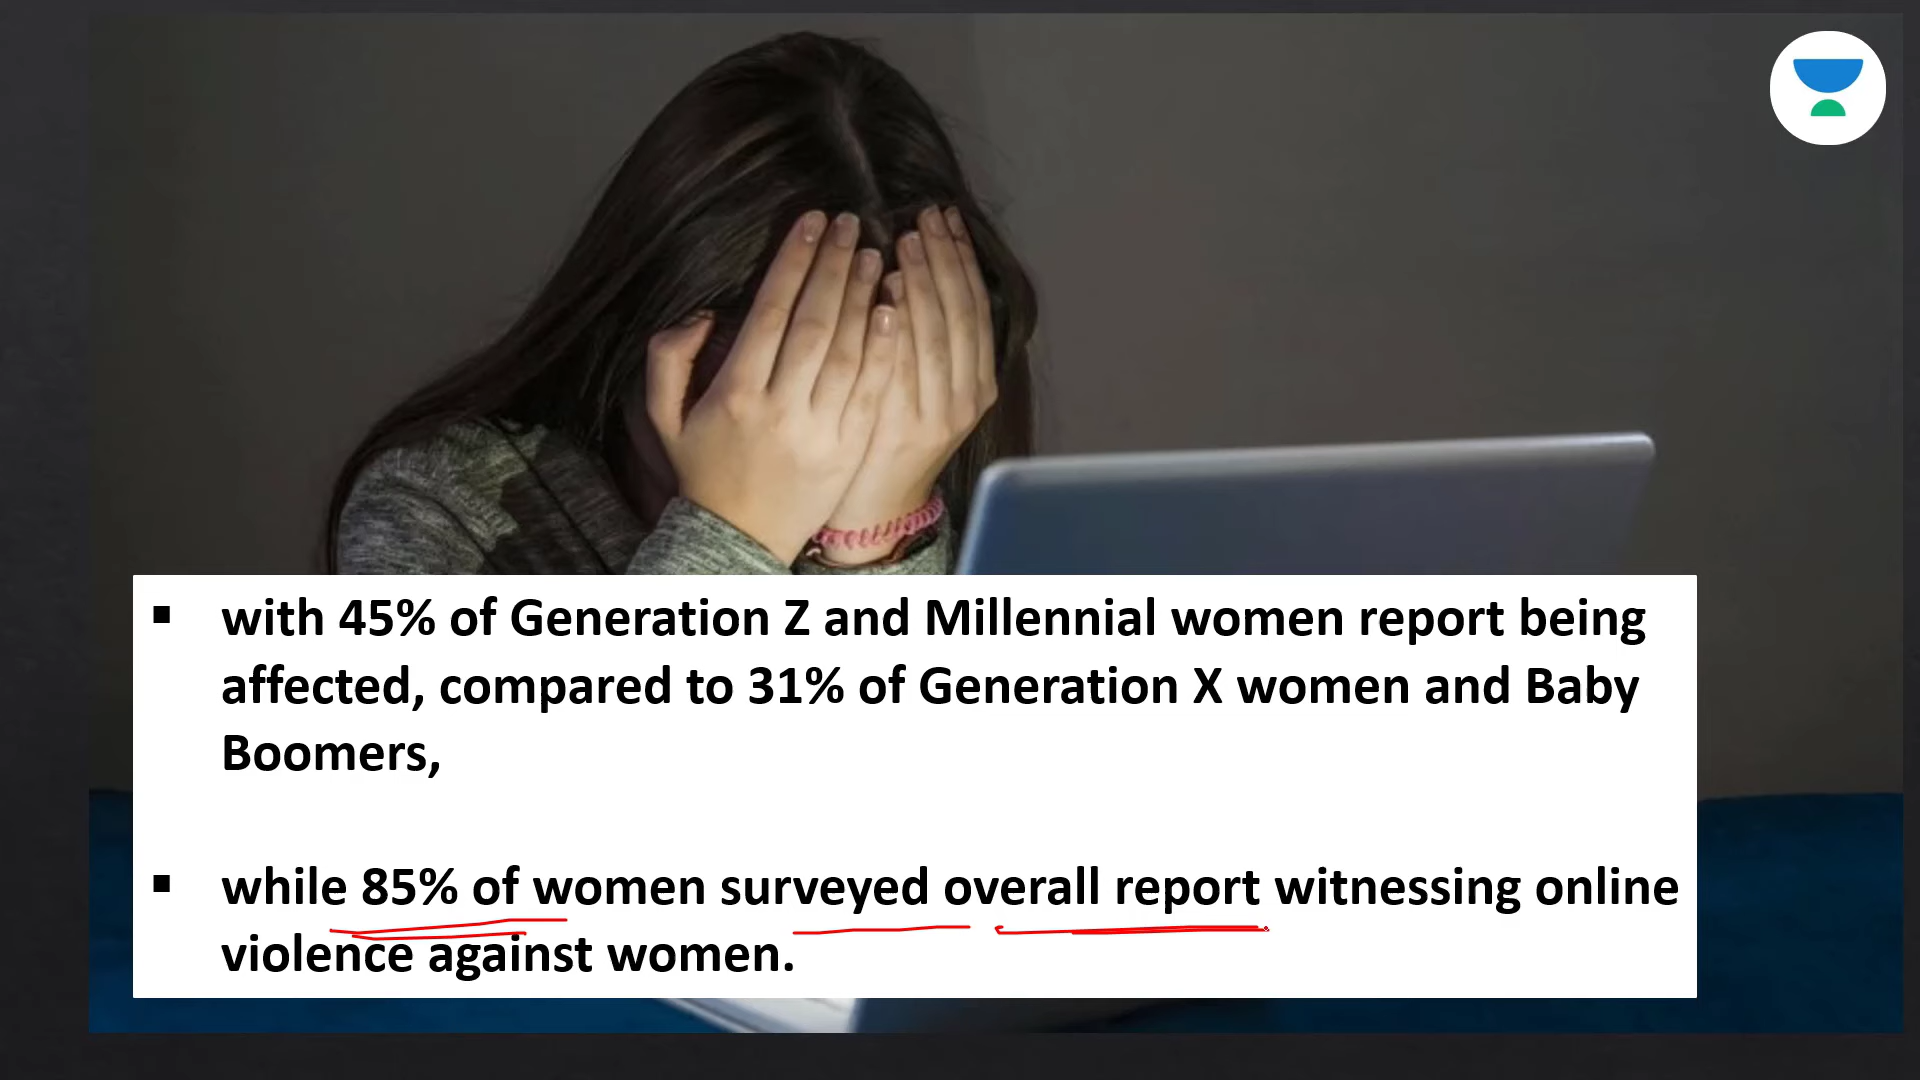 ▪ with 45% of Generation Z and Millennial women report being
affected, compared to 31% of Generation X women and Baby
Boomers,
▪ while 85% of women surveyed overall report witnessing online
violence against women.